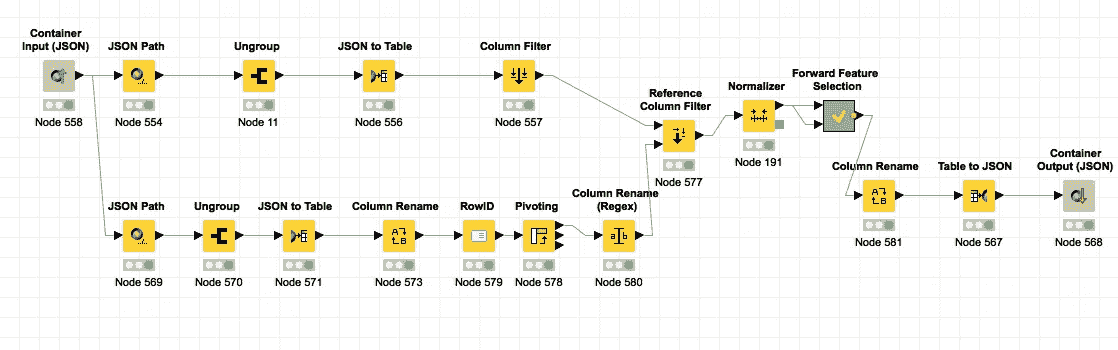 Container
Input (JSON)
Node 558
JSON Path
Node 554
Ungroup
Node 11
JSON to Table
Node 556
Column Filter
Node 557
Reference
Column Filter
Node 577
Normalizer
Node 191
Forward Feature
Selection
JSON Path
Node 569
Ungroup
Node 570
JSON to Table
Node 571
Column Rename
Node 573
RowID
Node 579
Pivoting
Node 578
Column Rename
(Regex)
Node 580
Column Rename
Node 581
Table to JSON
Node 567
Container
Output (JSON)
Node 568